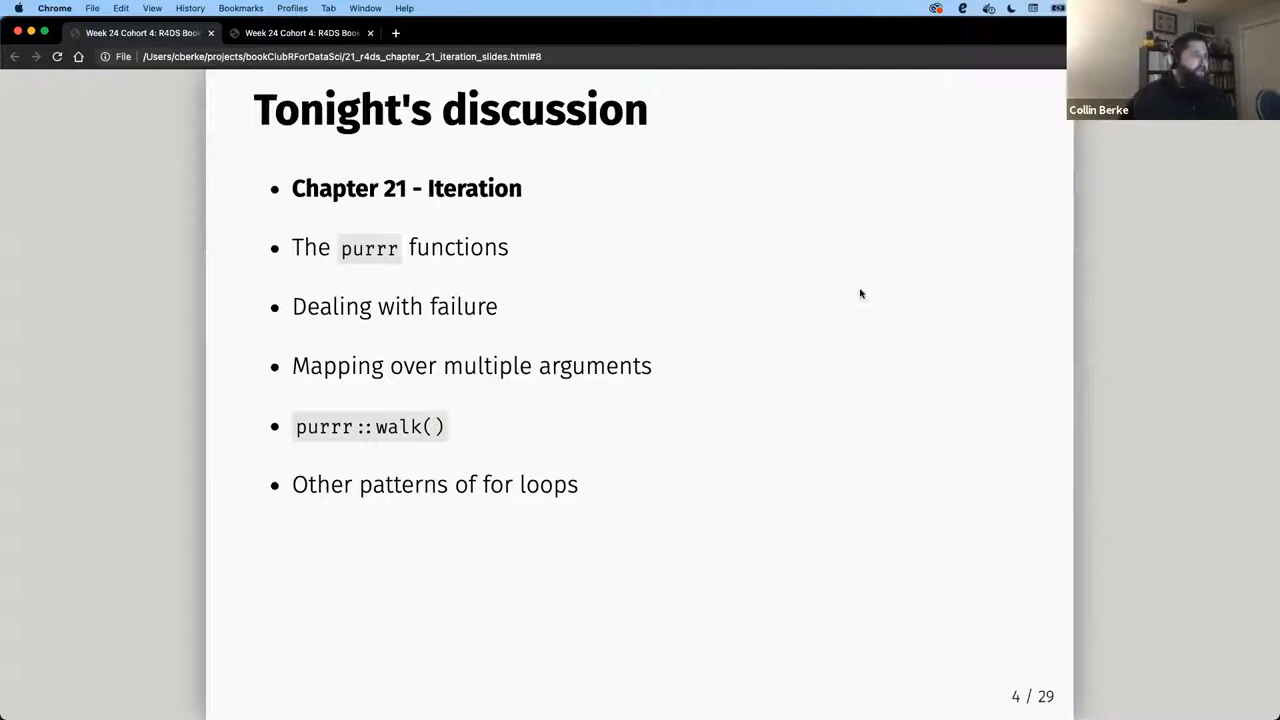 Chrome File Edit View History Bookmarks Profiles Tab Window Help
Week 24 Cohort 4: R4DS Boo × Week 24 Cohort 4: R4DS Boo × +
File /Users/cberke/projects/bookClubRForDataSci/21_r4ds_chapter_21_iteration_slides.html#8
Collin Berke
Tonight's discussion
• Chapter 21 - Iteration
• The purrr functions
• Dealing with failure
• Mapping over multiple arguments
• purrr::walk()
• Other patterns of for loops
4 / 29